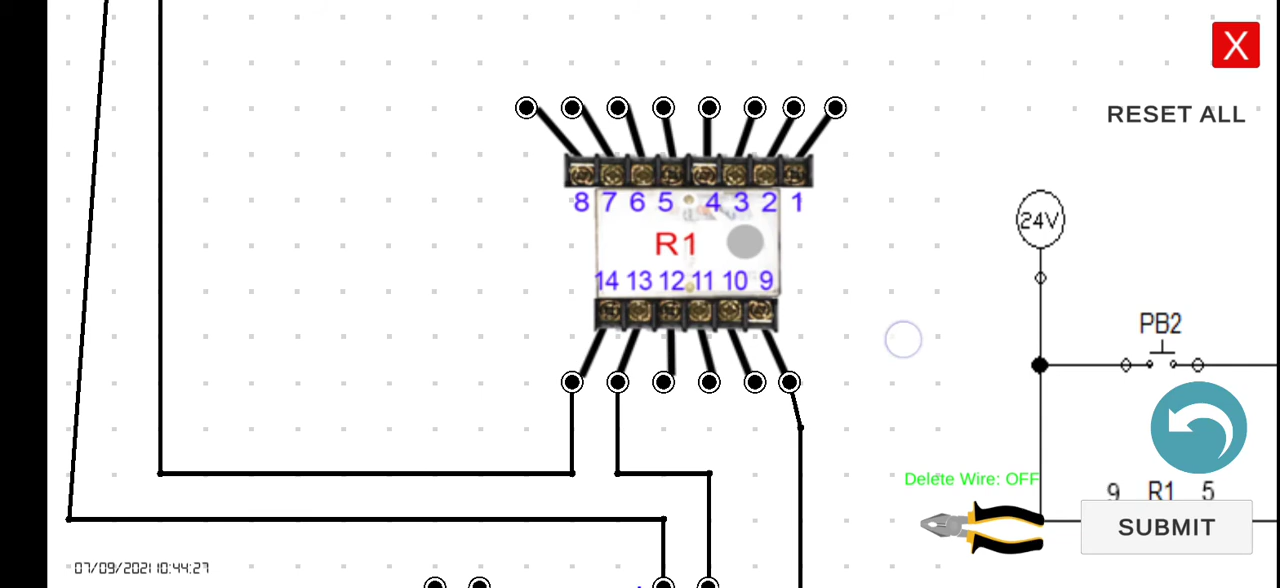 X
RESET ALL
8 7 6 5 4 3 2 1
24V
R1
14 13 12 11 10 9
PB2
Delete Wire: OFF
9 R1 5
SUBMIT
07/09/2021 10:44:27